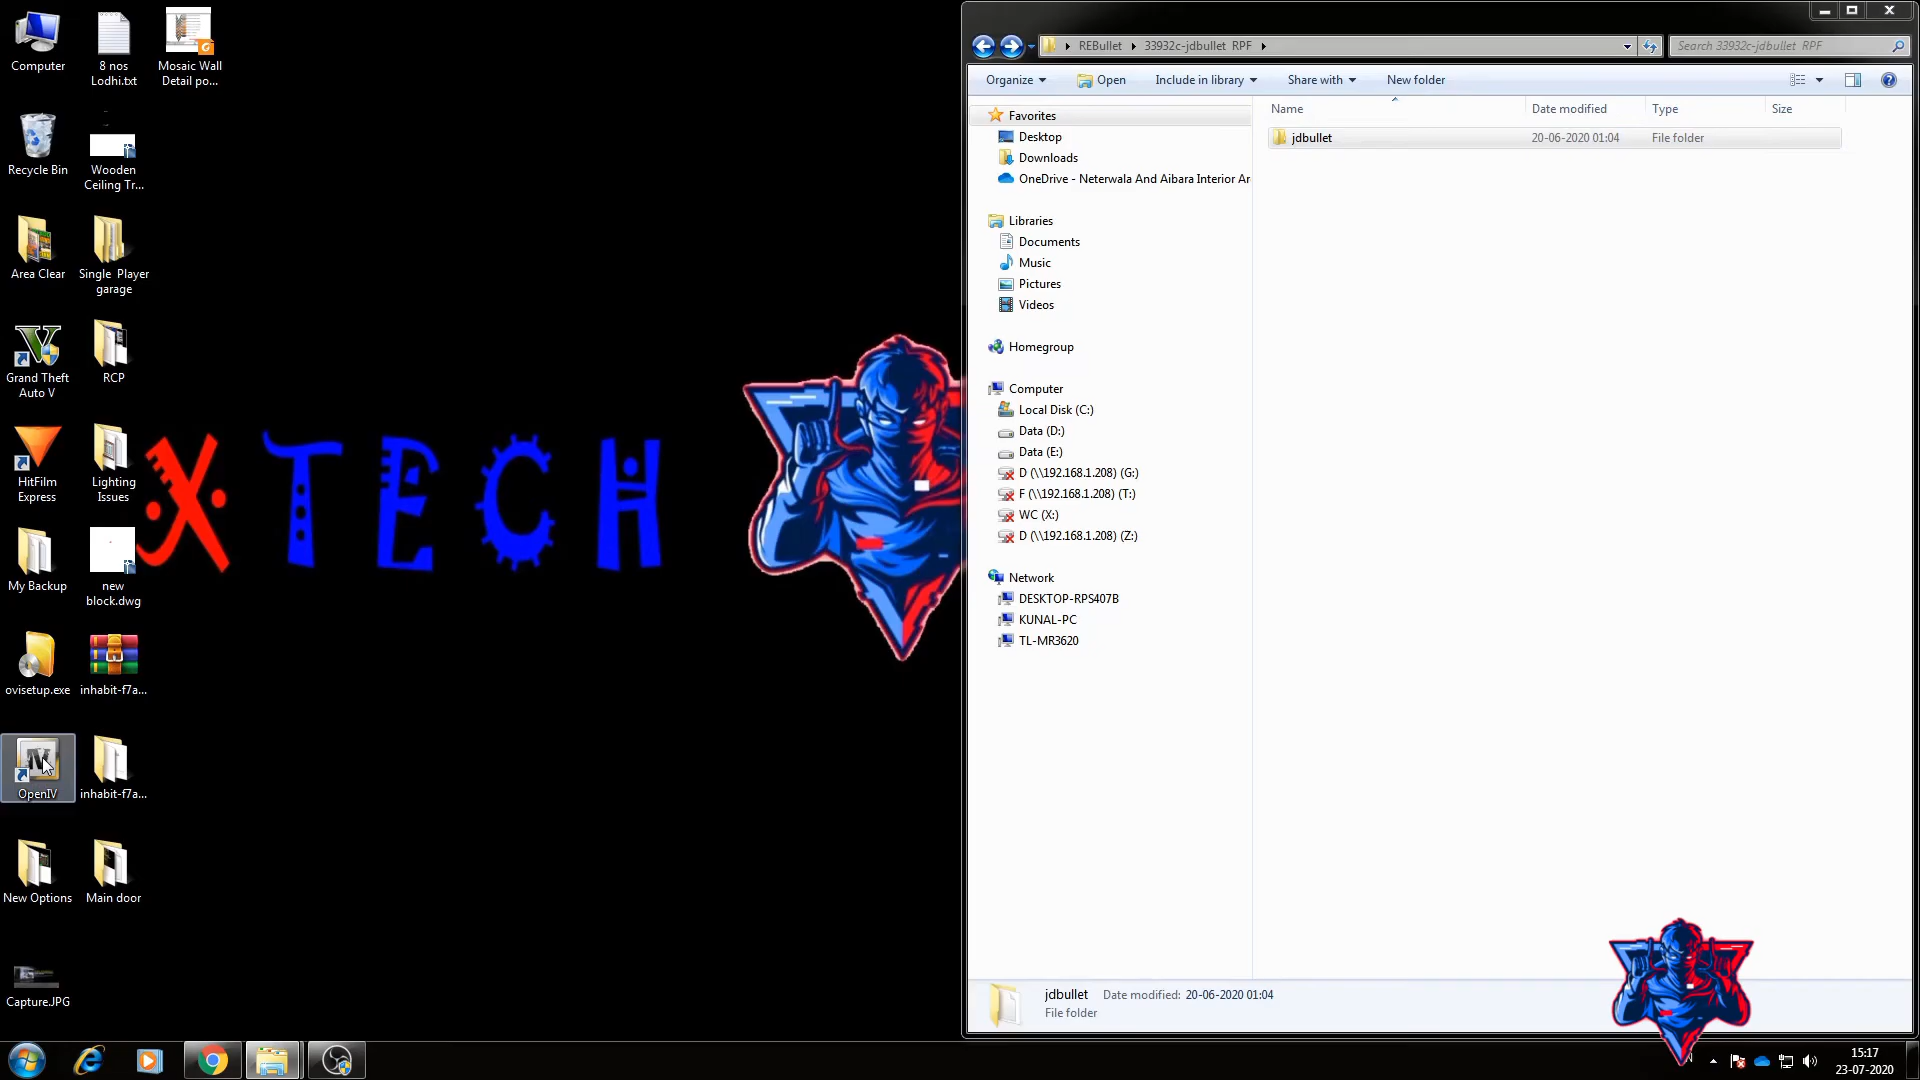 Computer
8 nos
Lodhi.txt
Mosaic Wall
Detail po...
Recycle Bin
Wooden
Ceiling Tr...
Area Clear
Single Player
garage
Grand Theft
Auto V
RCP
HitFilm
Express
Lighting
Issues
My Backup
new
block.dwg
ovisetup.exe
inhabit-f7a...
OpenIV
inhabit-f7a...
New Options
Main door
Capture.JPG
X TECH
REBullet
33932c-jdbullet RPF
Search 33932c-jdbullet RPF
Organize
Open
Include in library
Share with
New folder
Favorites
Desktop
Downloads
OneDrive - Neterwala And Aibara Interior Ar
Libraries
Documents
Music
Pictures
Videos
Homegroup
Computer
Local Disk (C:)
Data (D:)
Data (E:)
D (\\192.168.1.208) (G:)
F (\\192.168.1.208) (T:)
WC (X:)
D (\\192.168.1.208) (Z:)
Network
DESKTOP-RPS407B
KUNAL-PC
TL-MR3620
Name
Date modified
Type
Size
jdbullet
20-06-2020 01:04
File folder
jdbullet
Date modified: 20-06-2020 01:04
File folder
15:17
23-07-2020